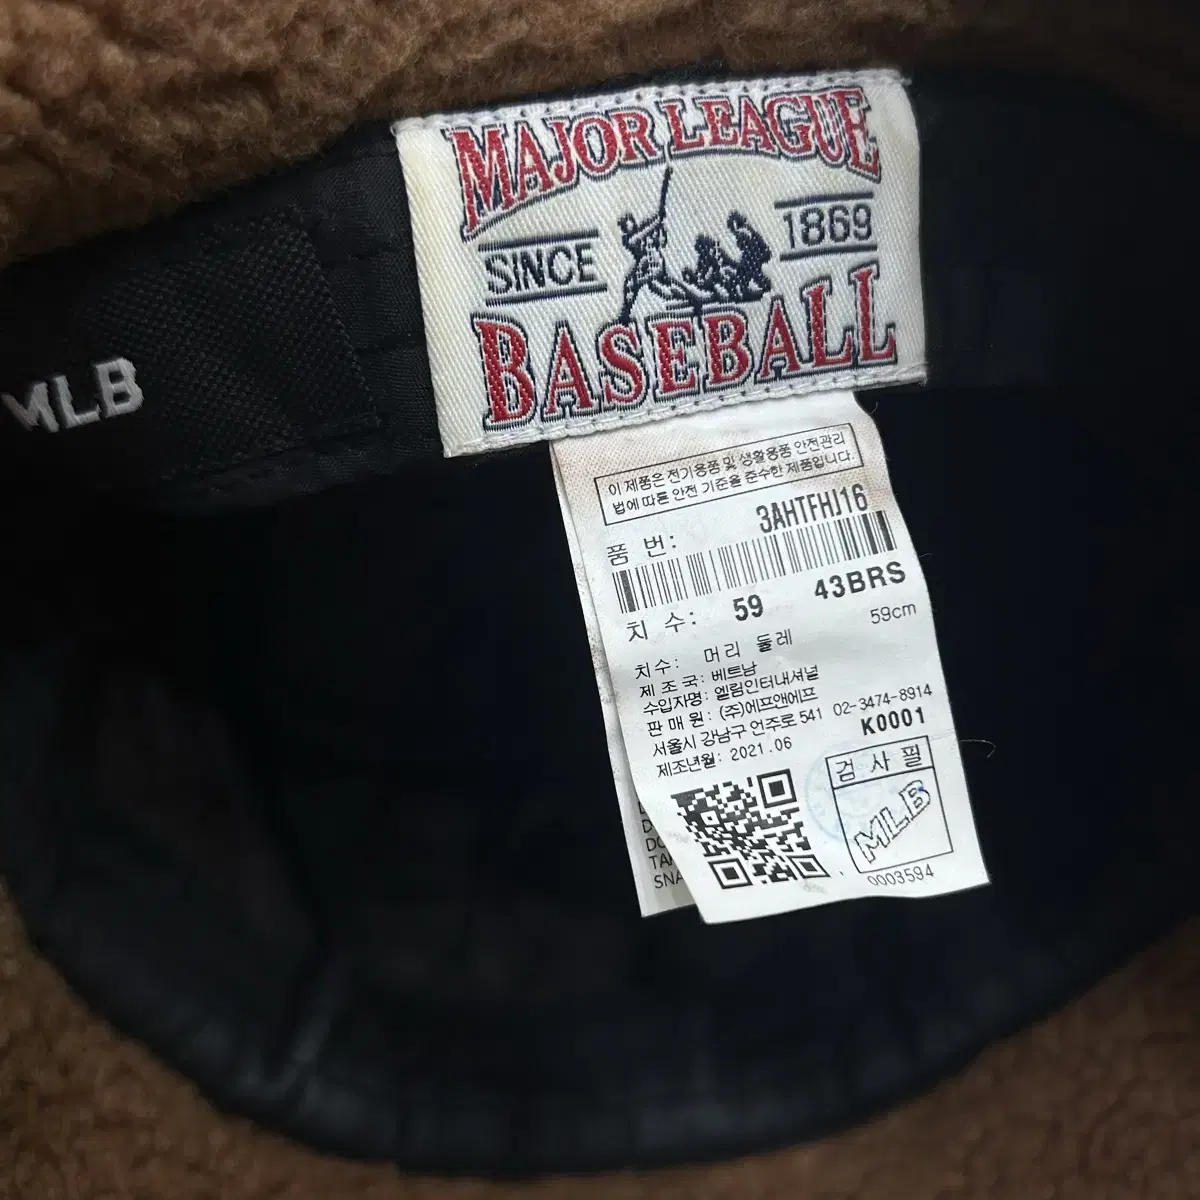 MAJOR LEAGUE
SINCE 1869
BASEBALL
MLB
이 제품은 전기용품 및 생활용품 안전관리
법에 따른 안전 기준을 준수한 제품입니다.
품 번: 3AHTFHJ16
치 수: 59 43BRS
치수: 머리 둘레 59cm
제 조 국: 베트남
수입자명: 엘림인터내셔널
판 매 원: (주)에프앤에프
서울시 강남구 언주로 541 02-3474-8914
제조년월: 2021.06 K0001
검 사 필
MLB
0003594